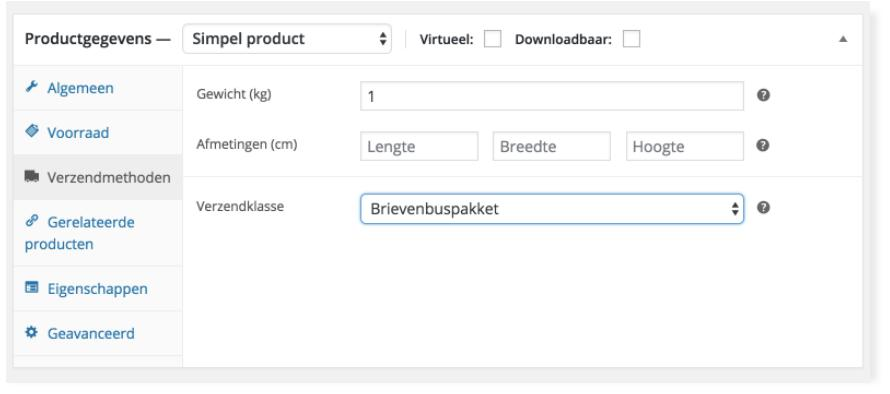 Productgegevens — Simpel product Virtueel: Downloadbaar:
Algemeen
Voorraad
Verzendmethoden
Gerelateerde
producten
Eigenschappen
Geavanceerd
Gewicht (kg) 1
Afmetingen (cm) Lengte Breedte Hoogte
Verzendklasse Brievenbuspakket